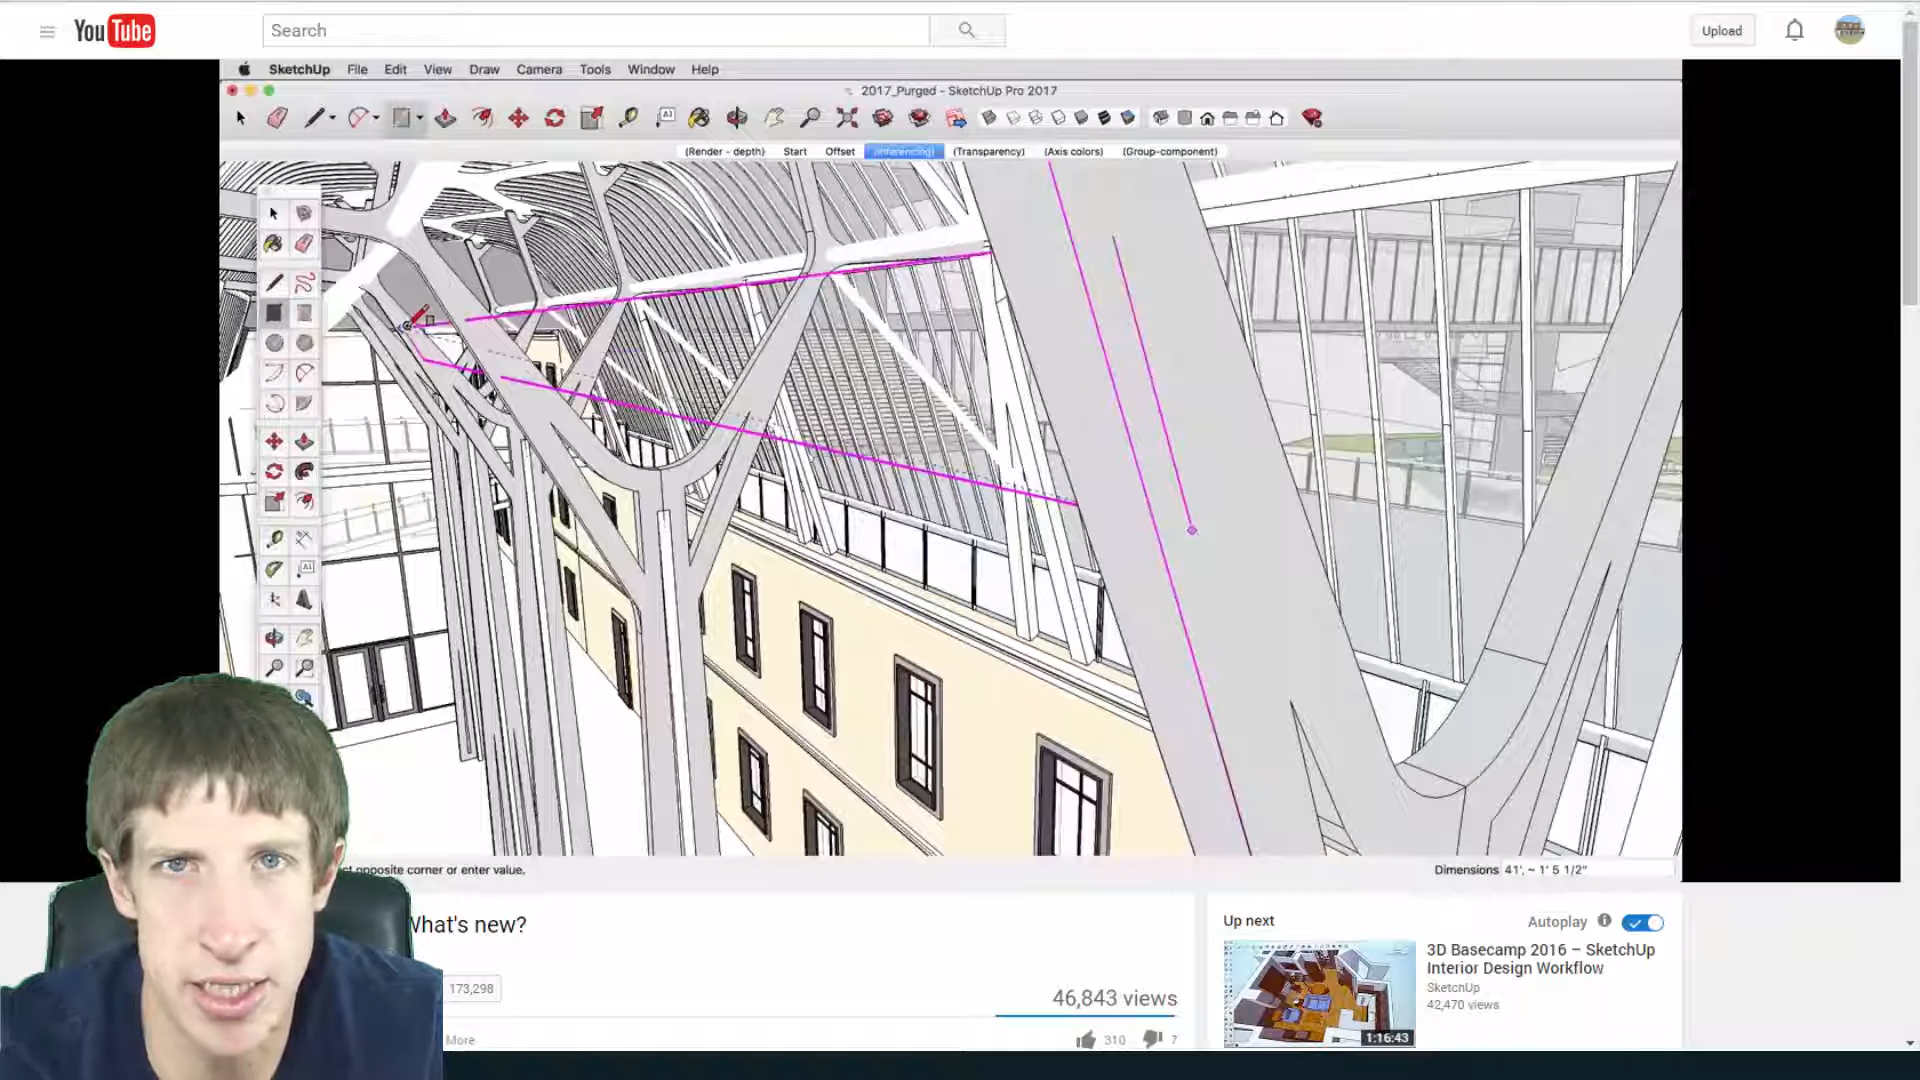 YouTube
Search
Upload
SketchUp File Edit View Draw Camera Tools Window Help
2017_Purged - SketchUp Pro 2017
(Render - depth) Start Offset (Inferencing) (Transparency) (Axis colors) (Group-component)
opposite corner or enter value.
Dimensions 41', ~ 1' 5 1/2"
What's new?
173,298
46,843 views
More
310
7
Up next
Autoplay
3D Basecamp 2016 – SketchUp
Interior Design Workflow
SketchUp
42,470 views
1:16:43